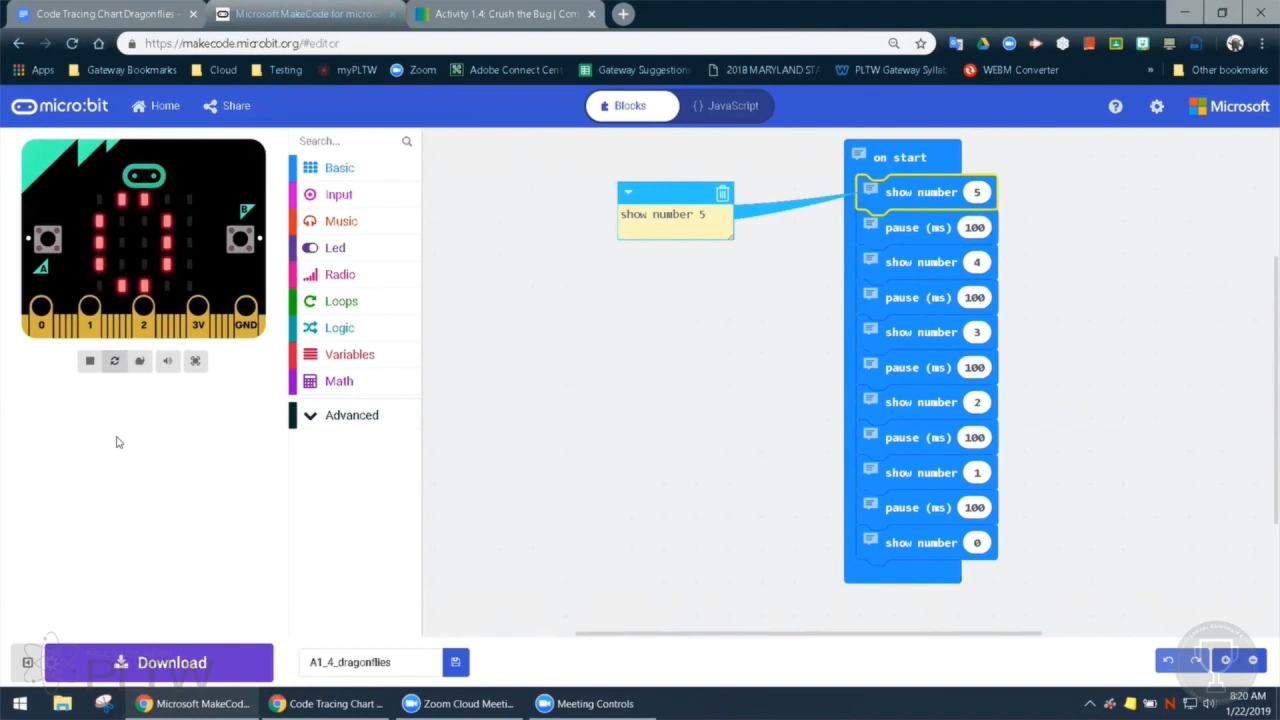 Code Tracing Chart Dragonflies -
Microsoft MakeCode for micro:
Activity 1.4: Crush the Bug | Com
https://makecode.microbit.org/#editor
Apps
Gateway Bookmarks
Cloud
Testing
myPLTW
Zoom
Adobe Connect Cent
Gateway Suggestions
2018 MARYLAND STA
PLTW Gateway Syllab
WEBM Converter
»
Other bookmarks
micro:bit
Home
Share
Blocks
{} JavaScript
Microsoft
Search...
Basic
Input
Music
Led
Radio
Loops
Logic
Variables
Math
Advanced
B
A
0 1 2 3V GND
show number 5
on start
show number 5
pause (ms) 100
show number 4
pause (ms) 100
show number 3
pause (ms) 100
show number 2
pause (ms) 100
show number 1
pause (ms) 100
show number 0
Download
PLTW
A1_4_dragonflies
Microsoft MakeCod...
Code Tracing Chart ...
Zoom Cloud Meeti...
Meeting Controls
8:20 AM
1/22/2019